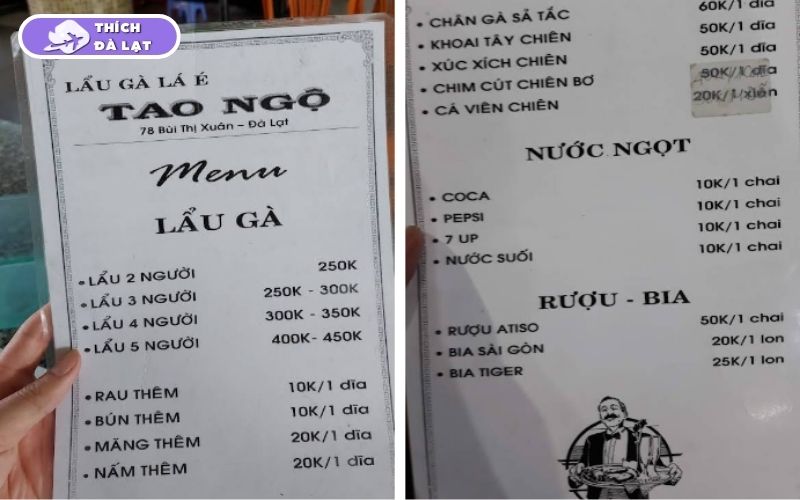 THÍCH
ĐÀ LẠT
LẨU GÀ LÁ É
TAO NGỘ
78 Bùi Thị Xuân – Đà Lạt
Menu
LẨU GÀ
• LẨU 2 NGƯỜI 250K
• LẨU 3 NGƯỜI 250K - 300K
• LẨU 4 NGƯỜI 300K - 350K
• LẨU 5 NGƯỜI 400K- 450K
• RAU THÊM 10K/1 dĩa
• BÚN THÊM 10K/1 dĩa
• MĂNG THÊM 20K/1 dĩa
• NẤM THÊM 20K/1 dĩa
60K/1 dĩa
• CHÂN GÀ SẢ TẮC 50K/1 dĩa
• KHOAI TÂY CHIÊN 50K/1 dĩa
• XÚC XÍCH CHIÊN 50K/1 dĩa
• CHIM CÚT CHIÊN BƠ 20K/1 xiên
• CÁ VIÊN CHIÊN
NƯỚC NGỌT
• COCA 10K/1 chai
• PEPSI 10K/1 chai
• 7 UP 10K/1 chai
• NƯỚC SUỐI 10K/1 chai
RƯỢU - BIA
• RƯỢU ATISO 50K/1 chai
• BIA SÀI GÒN 20K/1 lon
• BIA TIGER 25K/1 lon